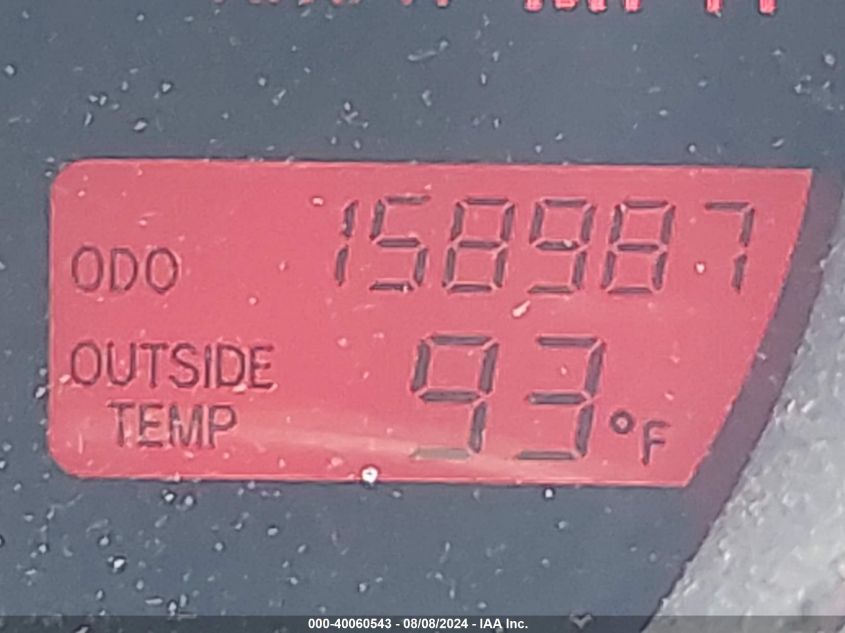 ODO 158987
OUTSIDE
TEMP 93°F
000-40060543 - 08/08/2024 - IAA Inc.